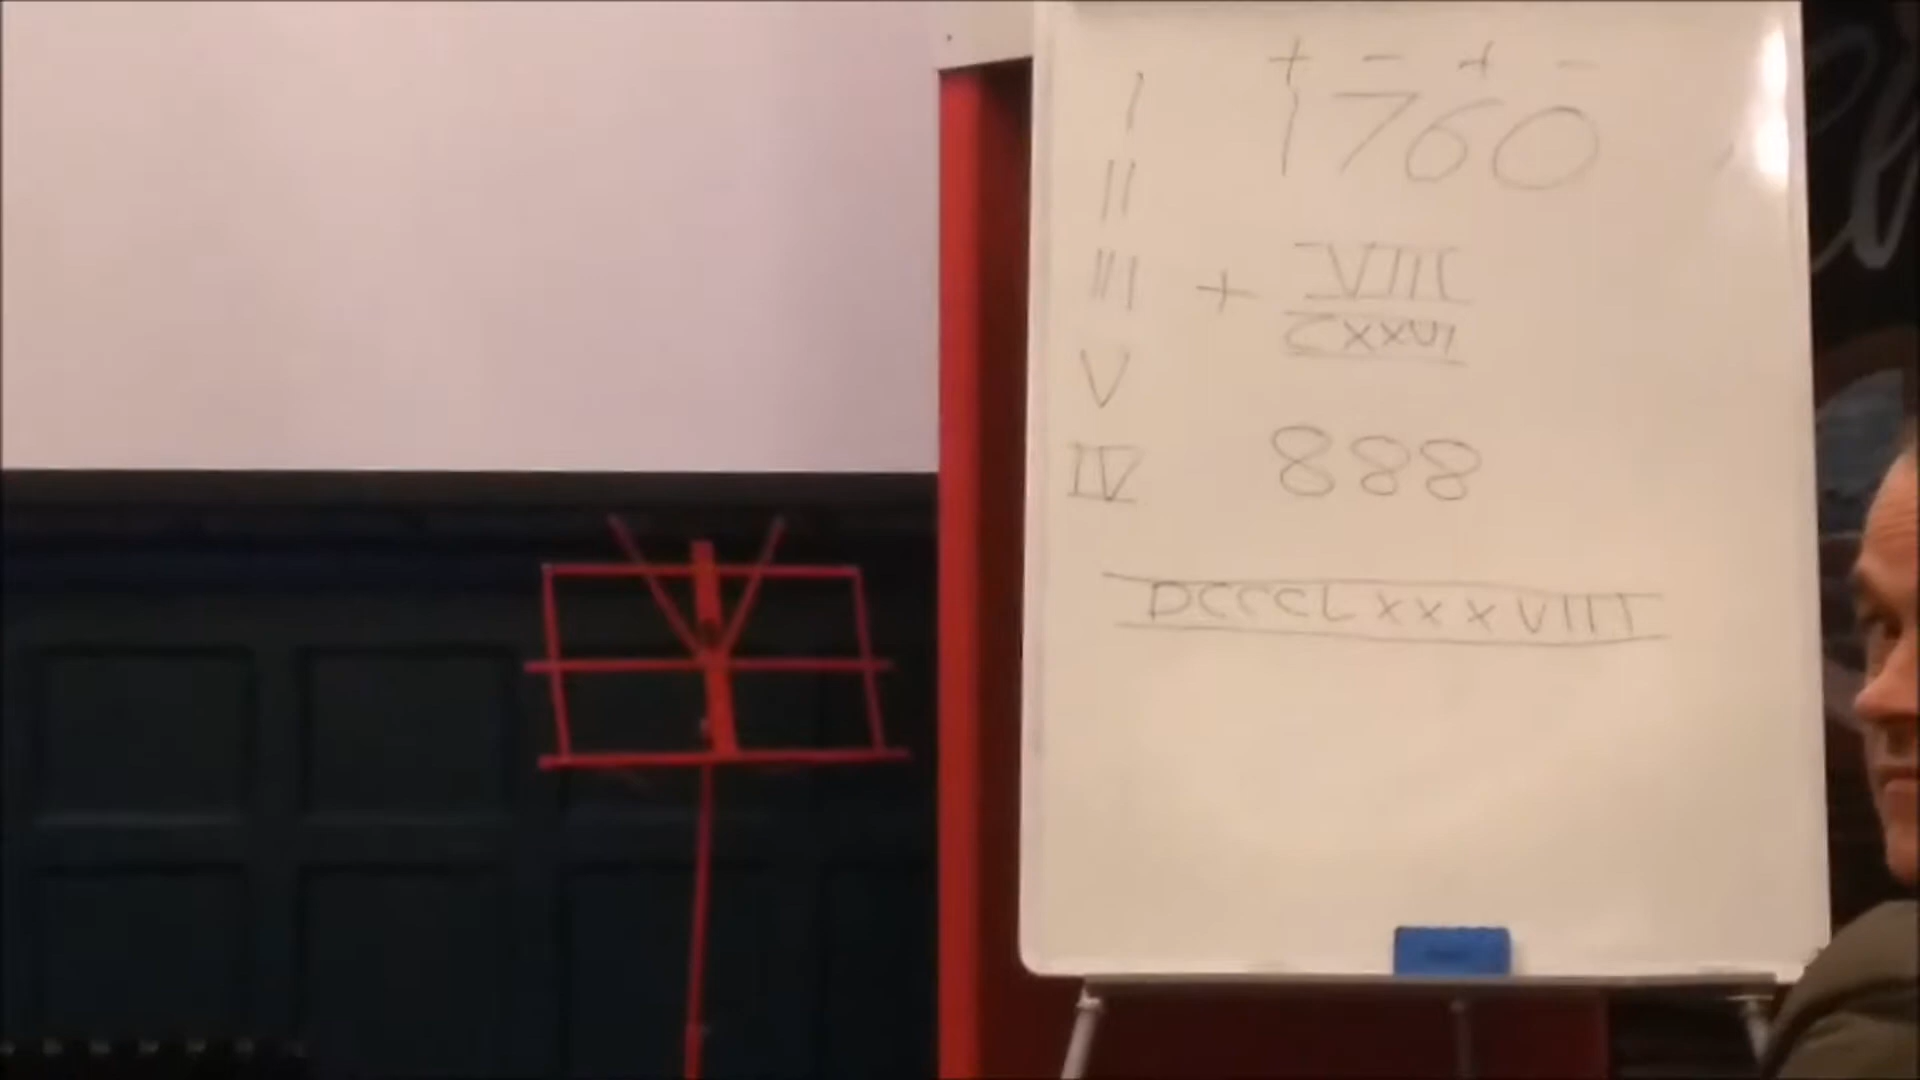 + - + -
I 1760
II
III + VIII
CXXVI
V
IV 888
DCCCLXXXVIII